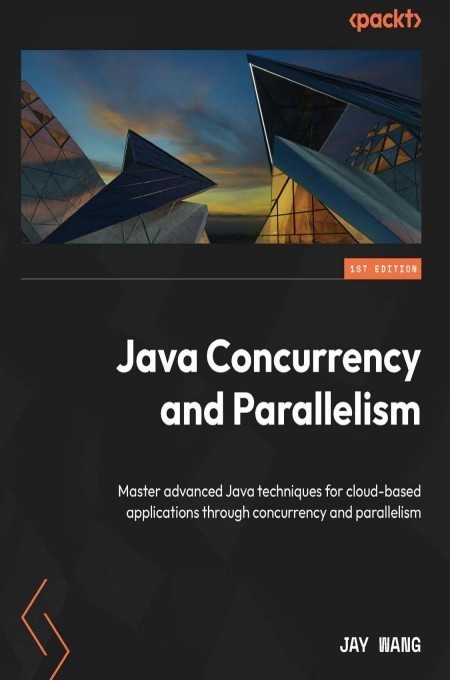 <packt>
1ST EDITION
Java Concurrency
and Parallelism
Master advanced Java techniques for cloud-based
applications through concurrency and parallelism
JAY WANG